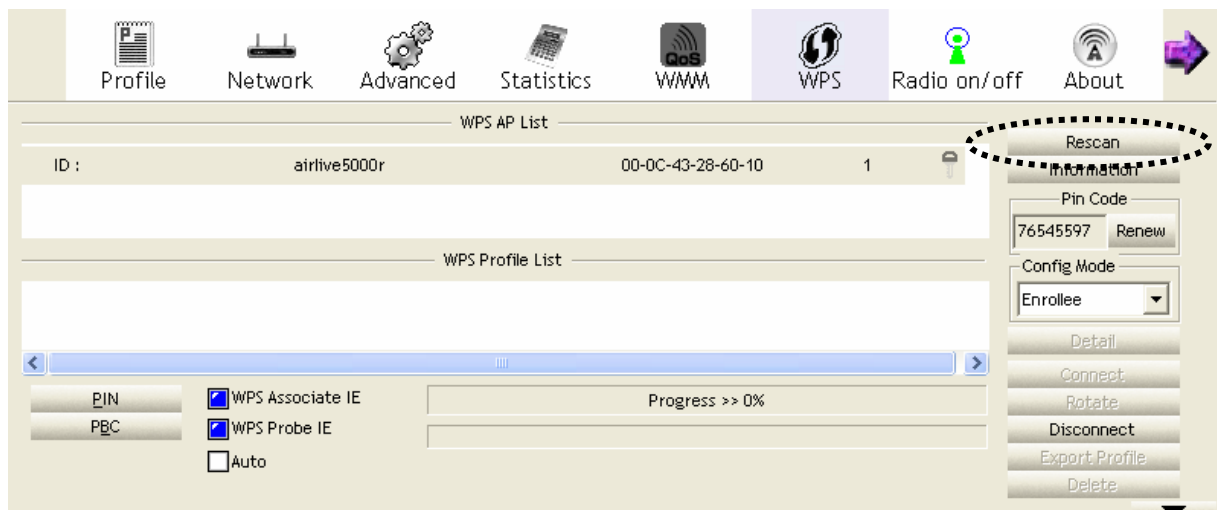 Profile Network Advanced Statistics QoS WMM WPS Radio on/off About
WPS AP List
ID : airlive5000r 00-0C-43-28-60-10 1
Rescan
Information
Pin Code
76545597 Renew
WPS Profile List
Config Mode
Enrollee
Detail
Connect
Rotate
Disconnect
Export Profile
Delete
PIN
PBC
WPS Associate IE
WPS Probe IE
Auto
Progress >> 0%